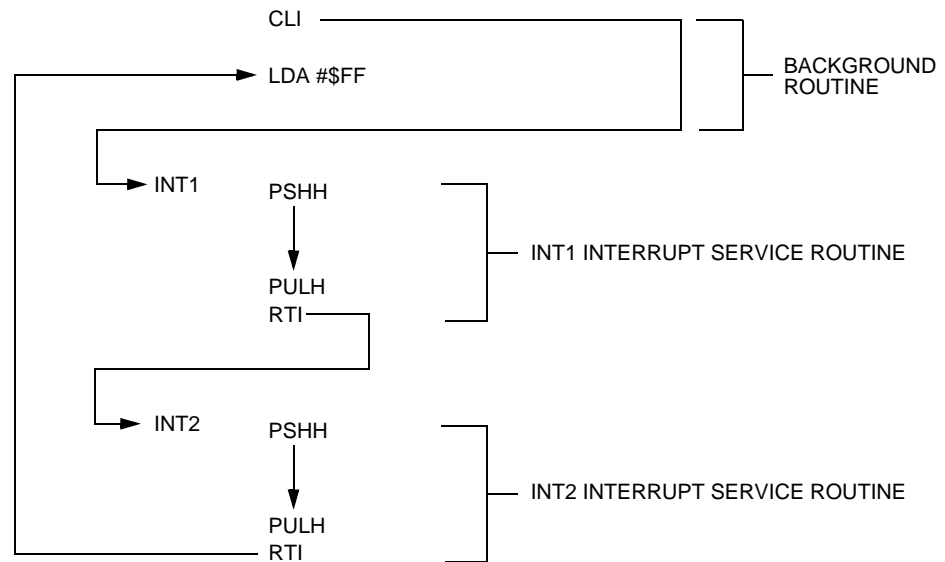 CLI
LDA #$FF
BACKGROUND
ROUTINE
INT1
PSHH
INT1 INTERRUPT SERVICE ROUTINE
PULH
RTI
INT2
PSHH
INT2 INTERRUPT SERVICE ROUTINE
PULH
RTI